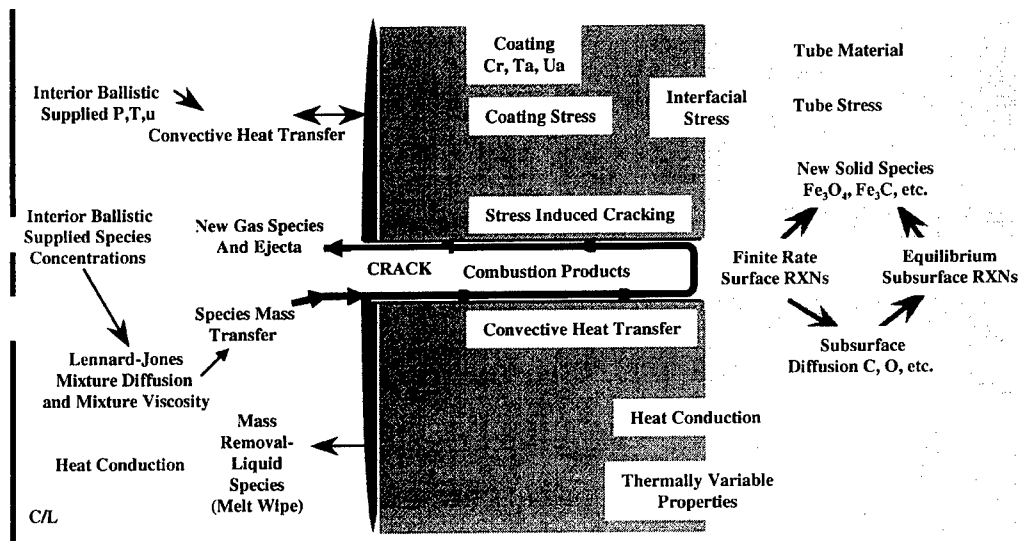 Coating
Cr, Ta, Ua
Tube Material
Interior Ballistic
Supplied P,T,u
Convective Heat Transfer
Coating Stress
Interfacial
Stress
Tube Stress
New Solid Species
Fe₃O₄, Fe₃C, etc.
Interior Ballistic
Supplied Species
Concentrations
New Gas Species
And Ejecta
Stress Induced Cracking
CRACK
Combustion Products
Finite Rate
Surface RXNs
Equilibrium
Subsurface RXNs
Species Mass
Transfer
Convective Heat Transfer
Subsurface
Diffusion C, O, etc.
Lennard-Jones
Mixture Diffusion
and Mixture Viscosity
Heat Conduction
Mass
Removal-
Liquid
Species
(Melt Wipe)
Heat Conduction
Thermally Variable
Properties
C/L